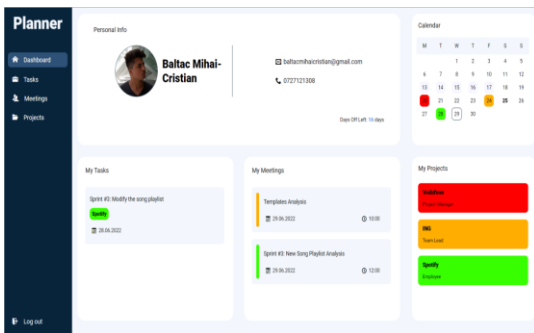 Planner
Dashboard
Tasks
Meetings
Projects
Log out
Personal Info
Baltac Mihai-
Cristian
baltacmihaicristian@gmail.com
0727121308
Days Off Left: 16 days
Calendar
M T W T F S S
1 2 3 4 5
6 7 8 9 10 11 12
13 14 15 16 17 18 19
21 22 23 24 25 26
27 28 29 30
My Tasks
Sprint #3: Modify the song playlist
Spotify
28.06.2022
My Meetings
Templates Analysis
29.06.2022
10:00
Sprint #3: New Song Playlist Analysis
29.06.2022
12:00
My Projects
Vodafone
Project Manager
ING
Team Lead
Spotify
Employee